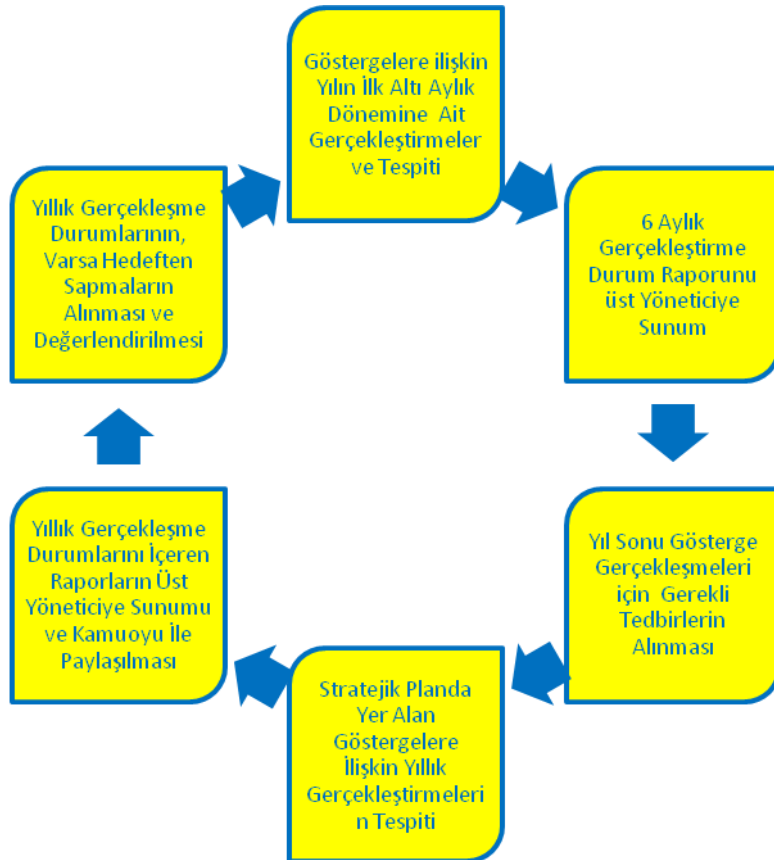 Göstergelere ilişkin
Yılın İlk Altı Aylık
Dönemine Ait
Gerçekleştirmeler
ve Tespiti
6 Aylık
Gerçekleştirme
Durum Raporunu
üst Yöneticiye
Sunum
Yıl Sonu Gösterge
Gerçekleşmeleri
için Gerekli
Tedbirlerin
Alınması
Stratejik Planda
Yer Alan
Göstergelere
İlişkin Yıllık
Gerçekleştirmeleri
n Tespiti
Yıllık Gerçekleşme
Durumlarını İçeren
Raporların Üst
Yöneticiye Sunumu
ve Kamuoyu İle
Paylaşılması
Yıllık Gerçekleşme
Durumlarının,
Varsa Hedeften
Sapmaların
Alınması ve
Değerlendirilmesi